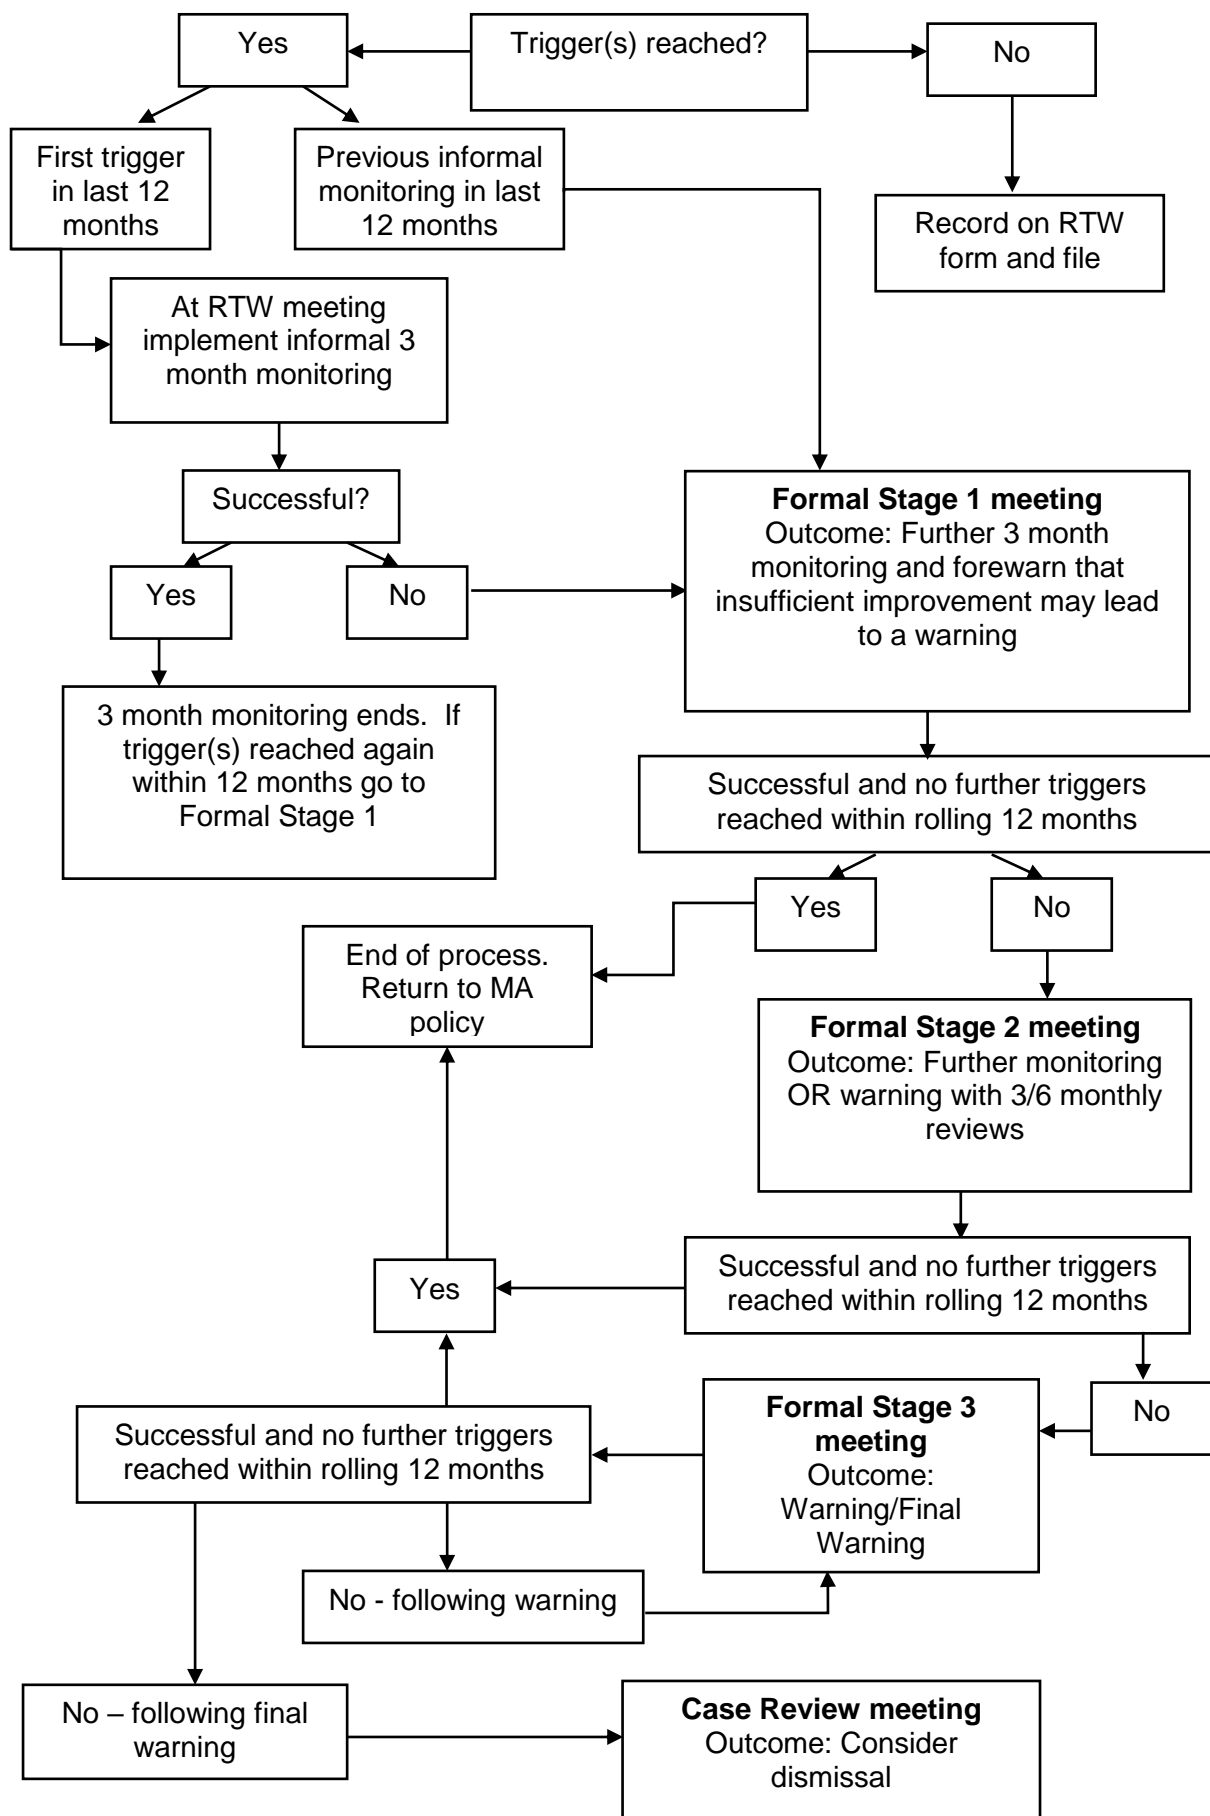 Yes
Trigger(s) reached?
No
First trigger
in last 12
months
Previous informal
monitoring in last
12 months
Record on RTW
form and file
At RTW meeting
implement informal 3
month monitoring
Successful?
Yes
No
Formal Stage 1 meeting
Outcome: Further 3 month
monitoring and forewarn that
insufficient improvement may lead
to a warning
3 month monitoring ends.  If
trigger(s) reached again
within 12 months go to
Formal Stage 1
Successful and no further triggers
reached within rolling 12 months
Yes
No
End of process.
Return to MA
policy
Formal Stage 2 meeting
Outcome: Further monitoring
OR warning with 3/6 monthly
reviews
Yes
Successful and no further triggers
reached within rolling 12 months
No
Formal Stage 3
meeting
Outcome:
Warning/Final
Warning
Successful and no further triggers
reached within rolling 12 months
No - following warning
No – following final
warning
Case Review meeting
Outcome: Consider
dismissal